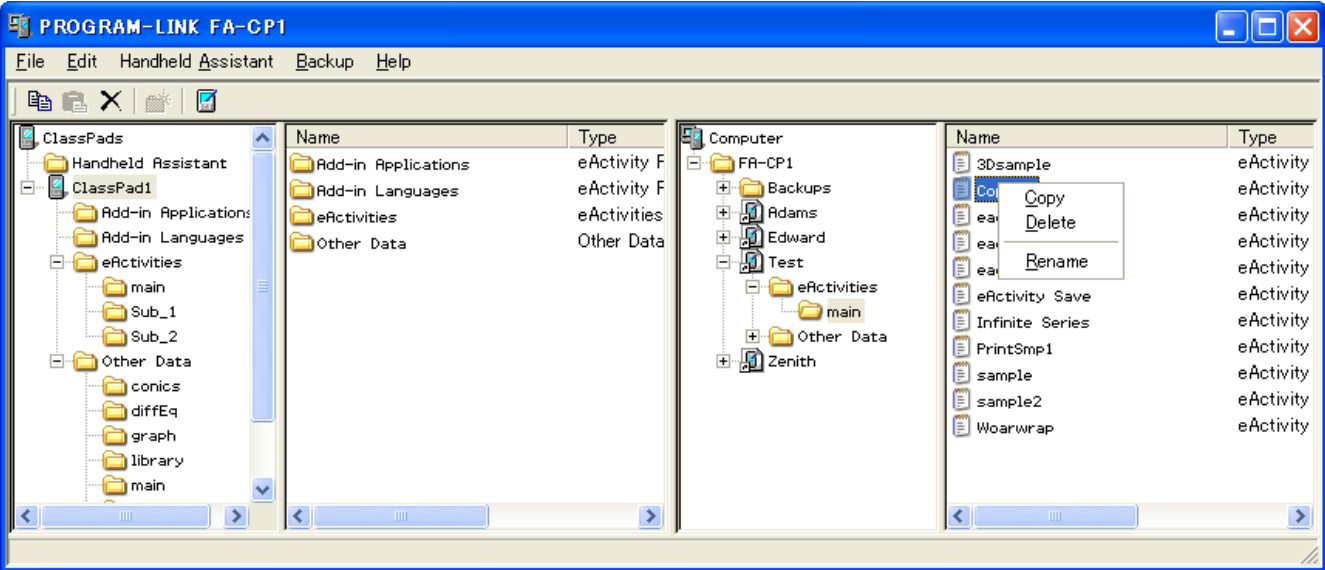 PROGRAM-LINK FA-CP1
File Edit Handheld Assistant Backup Help
ClassPads
Handheld Assistant
ClassPad1
Add-in Applications
Add-in Languages
eActivities
main
Sub_1
Sub_2
Other Data
conics
diffEq
graph
library
main
Name Type
Add-in Applications eActivity F
Add-in Languages eActivity F
eActivities eActivities
Other Data Other Data
Computer
FA-CP1
Backups
Adams
Edward
Test
eActivities
main
Other Data
Zenith
Name Type
3Dsample eActivity
eActivity
eActivity
eActivity
eActivity
eActivity Save eActivity
Infinite Series eActivity
PrintSmp1 eActivity
sample eActivity
sample2 eActivity
Woarwrap eActivity
Copy
Delete
Rename